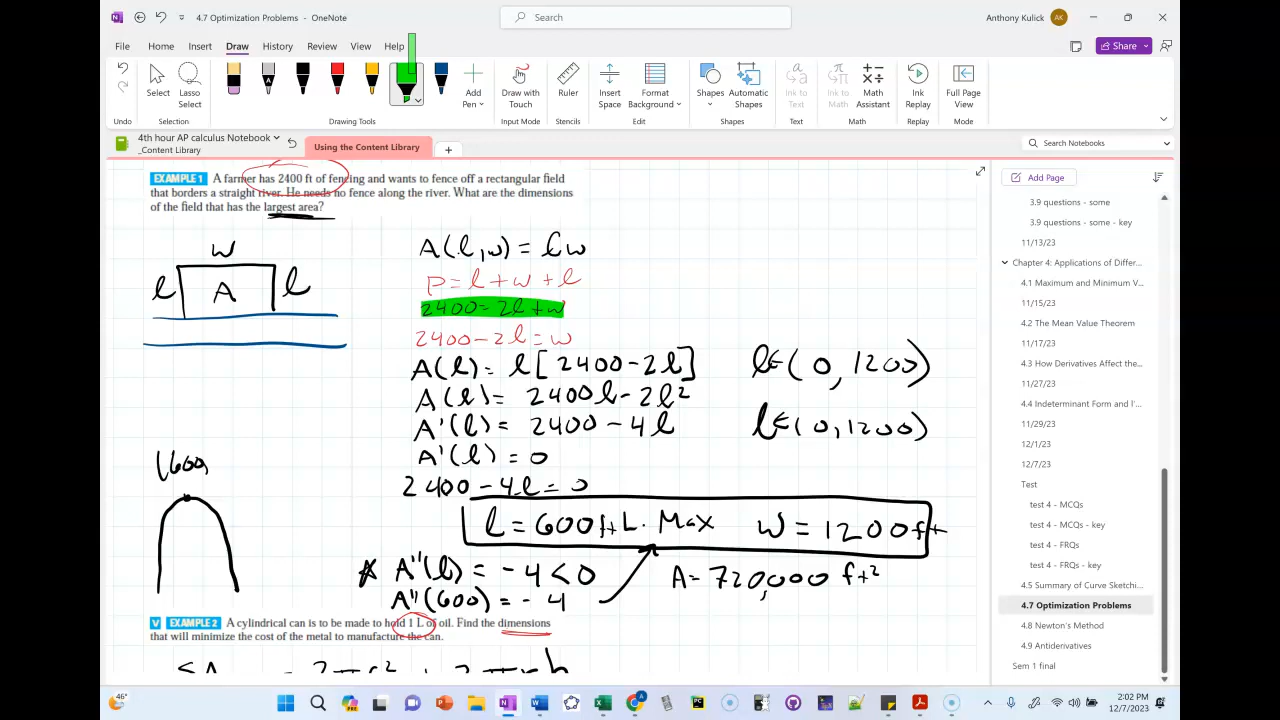 4.7 Optimization Problems - OneNote
Search
Anthony Kulick
AK
File Home Insert Draw History Review View Help
Share
Select
Lasso Select
Add Pen
Draw with Touch
Ruler
Insert Space
Format Background
Shapes
Automatic Shapes
Ink to Text
Ink to Math
Math Assistant
Ink Replay
Full Page View
Undo Selection Drawing Tools Input Mode Stencils Edit Shapes Text Math Replay Mode
4th hour AP calculus Notebook
_Content Library
Using the Content Library
Search Notebooks
EXAMPLE 1 A farmer has 2400 ft of fencing and wants to fence off a rectangular field
that borders a straight river. He needs no fence along the river. What are the dimensions
of the field that has the largest area?
w
l A l
A(l,w) = lw
P = l + w + l
2400 = 2l + w
2400 - 2l = w
A(l) = l[2400 - 2l] l∈(0,1200)
A(l) = 2400l - 2l²
A'(l) = 2400 - 4l l∈(0,1200)
A'(l) = 0
2400 - 4l = 0
(600,
l = 600ft L. Max w = 1200ft
A''(l) = -4 < 0
A = 720,000 ft²
A''(600) = -4
V EXAMPLE 2 A cylindrical can is to be made to hold 1 L of oil. Find the dimensions
that will minimize the cost of the metal to manufacture the can.
Add Page
3.9 questions - some
3.9 questions - some - key
11/13/23
Chapter 4: Applications of Differ...
4.1 Maximum and Minimum V...
11/15/23
4.2 The Mean Value Theorem
11/17/23
4.3 How Derivatives Affect the...
11/27/23
4.4 Indeterminant Form and l'...
11/29/23
12/1/23
12/7/23
Test
test 4 - MCQs
test 4 - MCQs - key
test 4 - FRQs
test 4 - FRQs - key
4.5 Summary of Curve Sketchi...
4.7 Optimization Problems
4.8 Newton's Method
4.9 Antiderivatives
Sem 1 final
46°
2:02 PM
12/7/2023